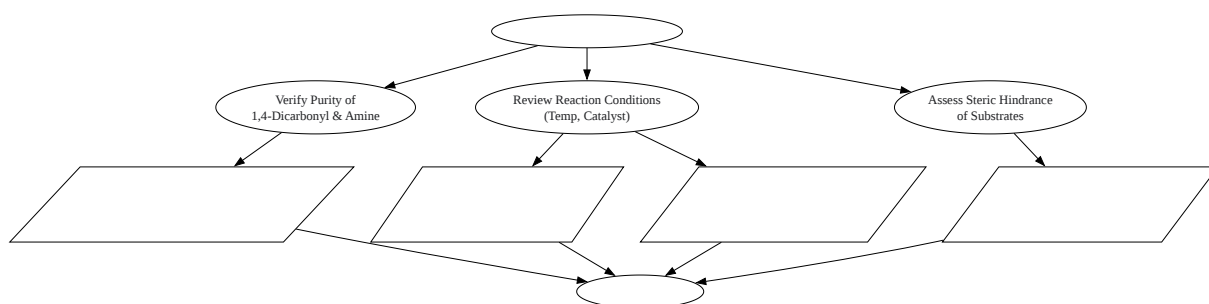 Verify Purity of
1,4-Dicarbonyl & Amine
Review Reaction Conditions
(Temp, Catalyst)
Assess Steric Hindrance
of Substrates